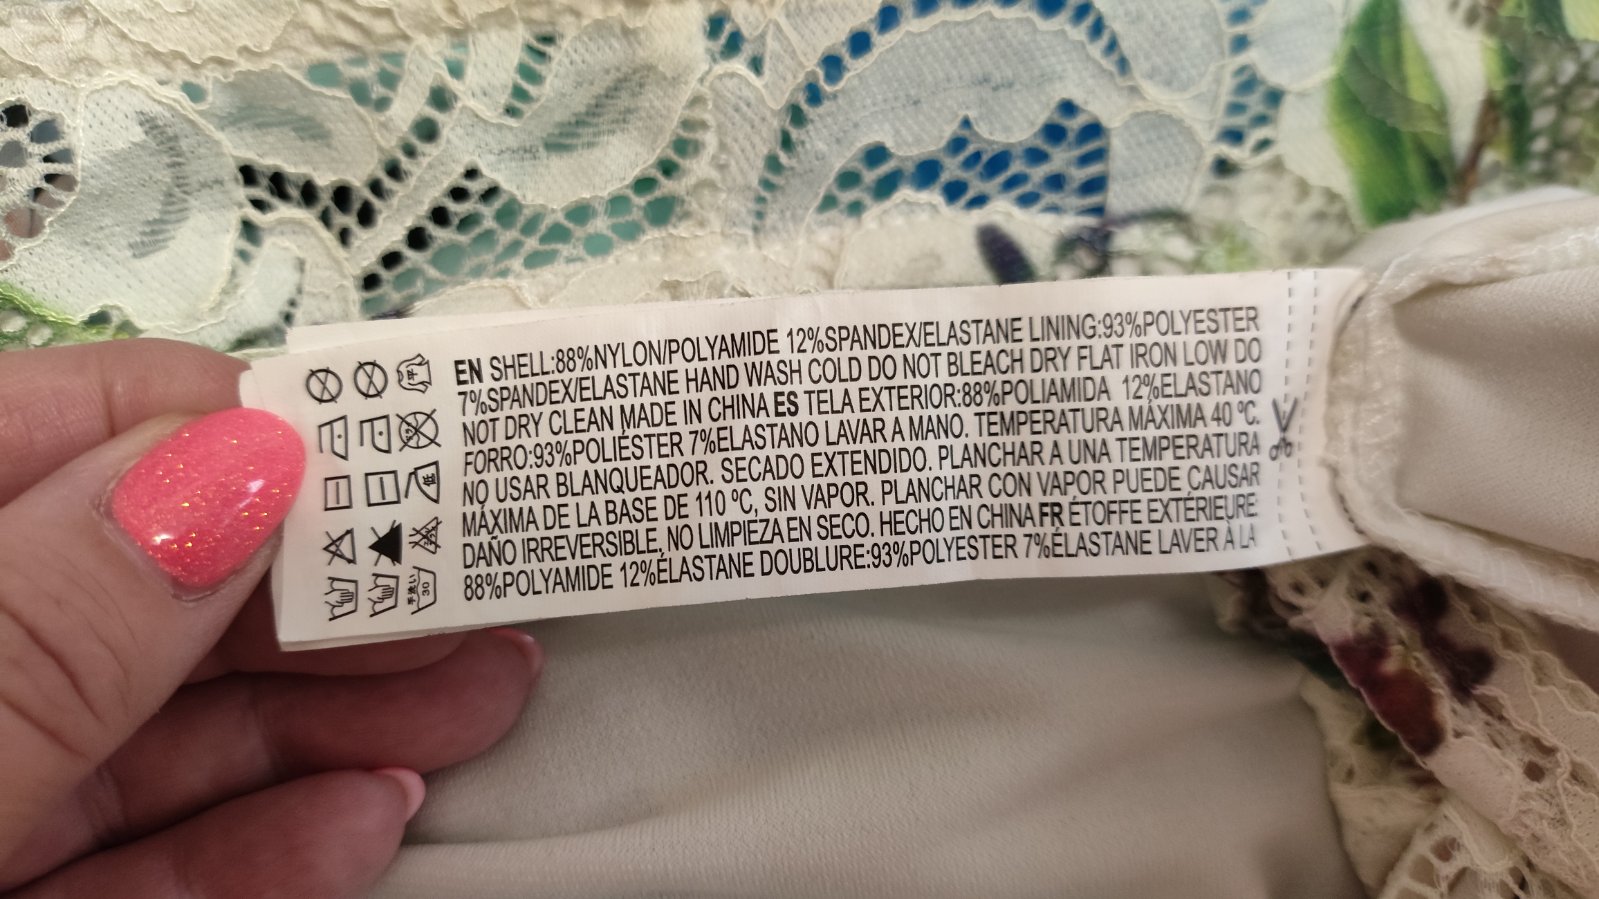 EN SHELL:88%NYLON/POLYAMIDE 12%SPANDEX/ELASTANE LINING:93%POLYESTER
7%SPANDEX/ELASTANE HAND WASH COLD DO NOT BLEACH DRY FLAT IRON LOW DO
NOT DRY CLEAN MADE IN CHINA ES TELA EXTERIOR:88%POLIAMIDA 12%ELASTANO
FORRO:93%POLIÉSTER 7%ELASTANO LAVAR A MANO. TEMPERATURA MÁXIMA 40 ºC.
NO USAR BLANQUEADOR. SECADO EXTENDIDO. PLANCHAR A UNA TEMPERATURA
MÁXIMA DE LA BASE DE 110 ºC, SIN VAPOR. PLANCHAR CON VAPOR PUEDE CAUSAR
DAÑO IRREVERSIBLE, NO LIMPIEZA EN SECO. HECHO EN CHINA FR ÉTOFFE EXTÉRIEURE:
88%POLYAMIDE 12%ÉLASTANE DOUBLURE:93%POLYESTER 7%ÉLASTANE LAVER À LA
平
低
手洗い
30